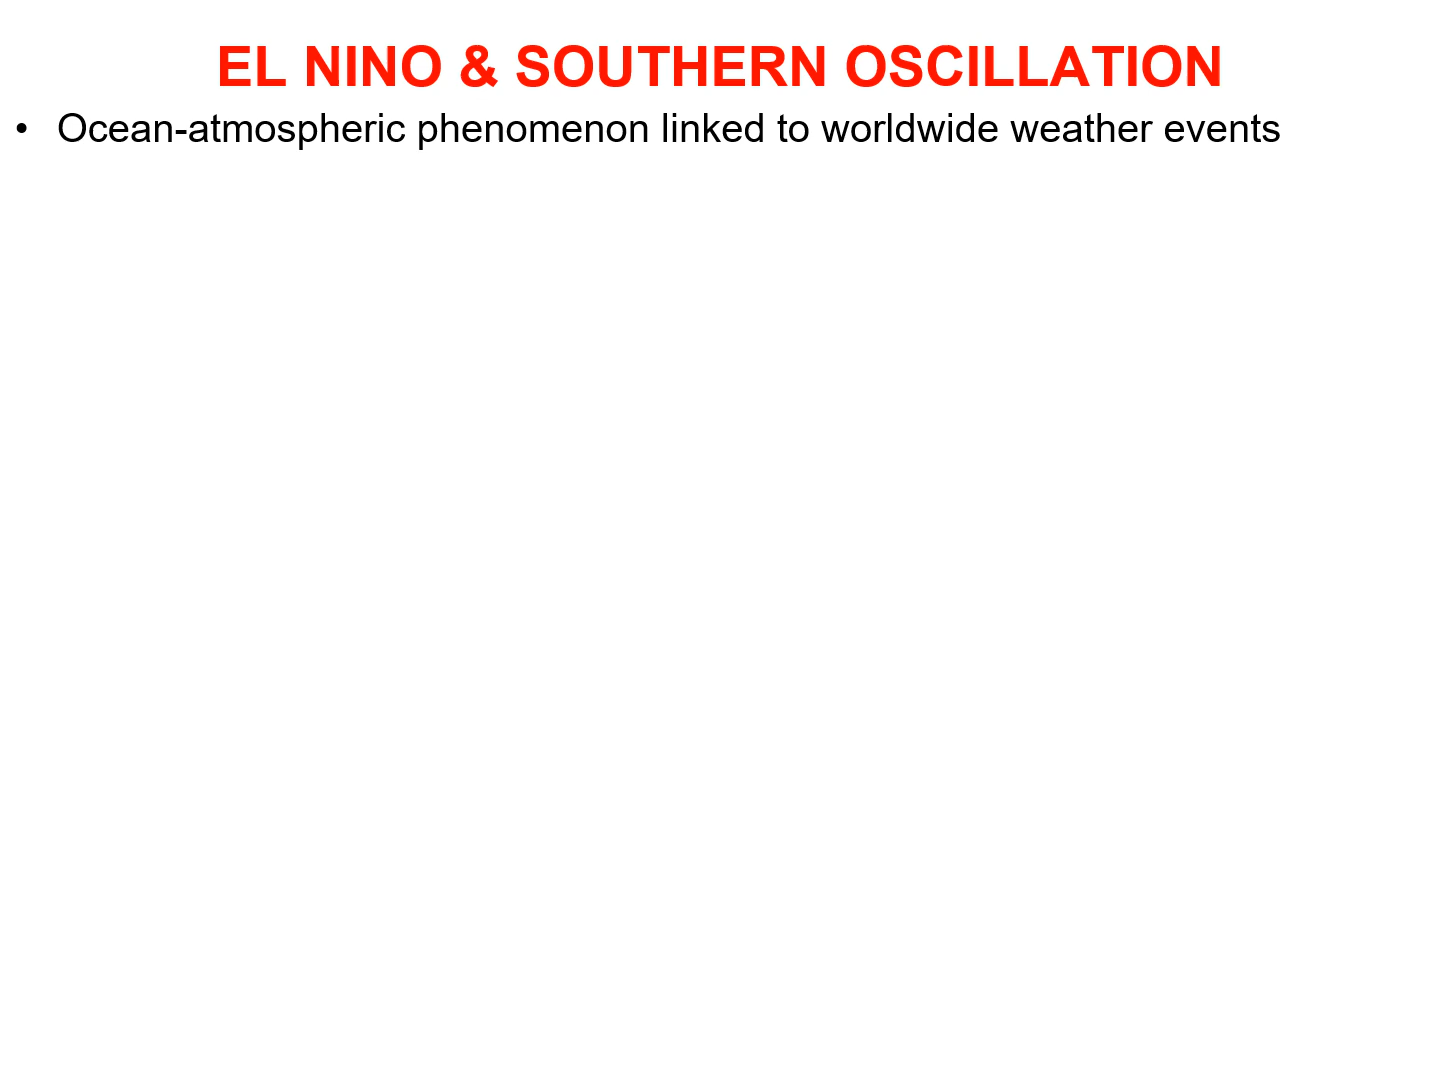 EL NINO & SOUTHERN OSCILLATION
• Ocean-atmospheric phenomenon linked to worldwide weather events